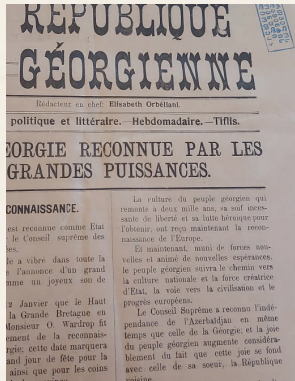 RÉPUBLIQUE
GÉORGIENNE
Rédacteur en chef: Elisabeth Orbéliani.
politique et littéraire.—Hebdomadaire.—Tiflis.
EORGIE RECONNUE PAR LES
GRANDES PUISSANCES.
CONNAISSANCE.
est reconnue comme Etat
r le Conseil suprême des
es.
le a vibré dans toute la
e l'annonce d'un grand
omme un joyeux son de
2 Janvier que le Haut
la Grande Bretagne en
Monsieur O. Wardrop fit
ement de la reconnais-
gie; cette date marquera
and jour de fête pour la
ainsi que pour les coins
La culture du peuple géorgien qui
remonte à deux mille ans, sa soif inces-
sante de liberté et sa lutte héroïque pour
l'obtenir, ont reçu maintenant la recon-
naissance de l'Europe.
Et maintenant, muni de forces nou-
velles et animé de nouvelles espérances,
le peuple géorgien suivra le chemin vers
la culture nationale et la force créatrice
d'Etat, la voie vers la civilisation et le
progrès européens.
Le Conseil Suprême a reconnu l'indé-
pendance de l'Azerbaïdjan en même
temps que celle de la Géorgie; et la joie
du peuple géorgien augmente considéra-
blement du fait que cette joie se fond
avec celle de sa soeur, la République